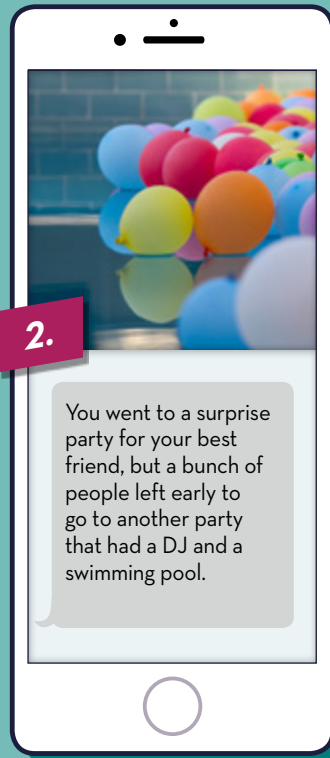 2.
You went to a surprise
party for your best
friend, but a bunch of
people left early to
go to another party
that had a DJ and a
swimming pool.